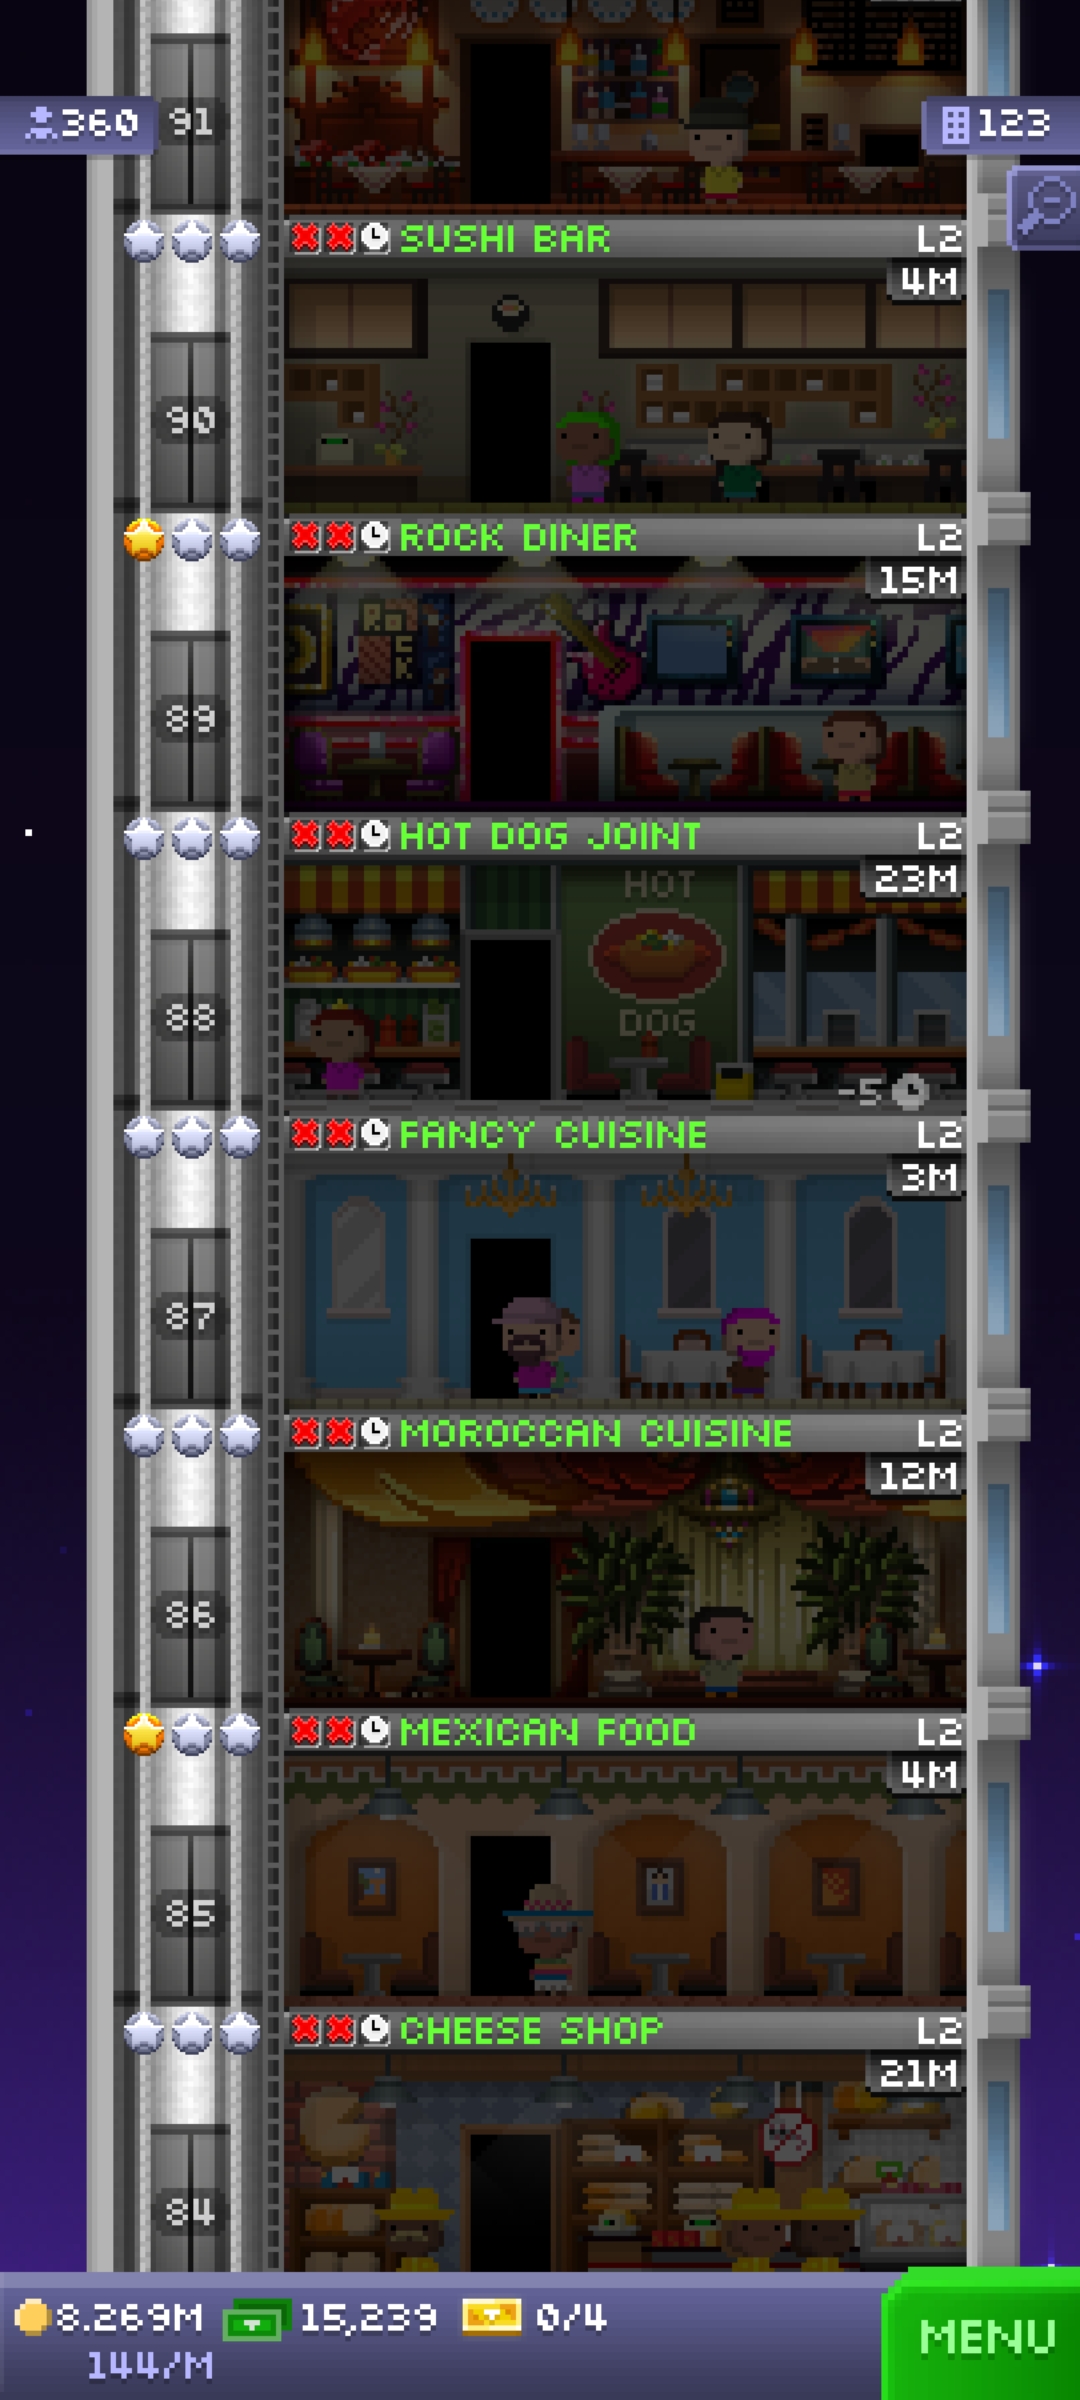 360
91
123
SUSHI BAR L2
4M
90
ROCK DINER L2
15M
ROCK
89
HOT DOG JOINT L2
23M
HOT
88
DOG
-5
FANCY CUISINE L2
3M
87
MOROCCAN CUISINE L2
12M
86
MEXICAN FOOD L2
4M
85
CHEESE SHOP L2
21M
84
8.269M 15,239 0/4
144/M
MENU